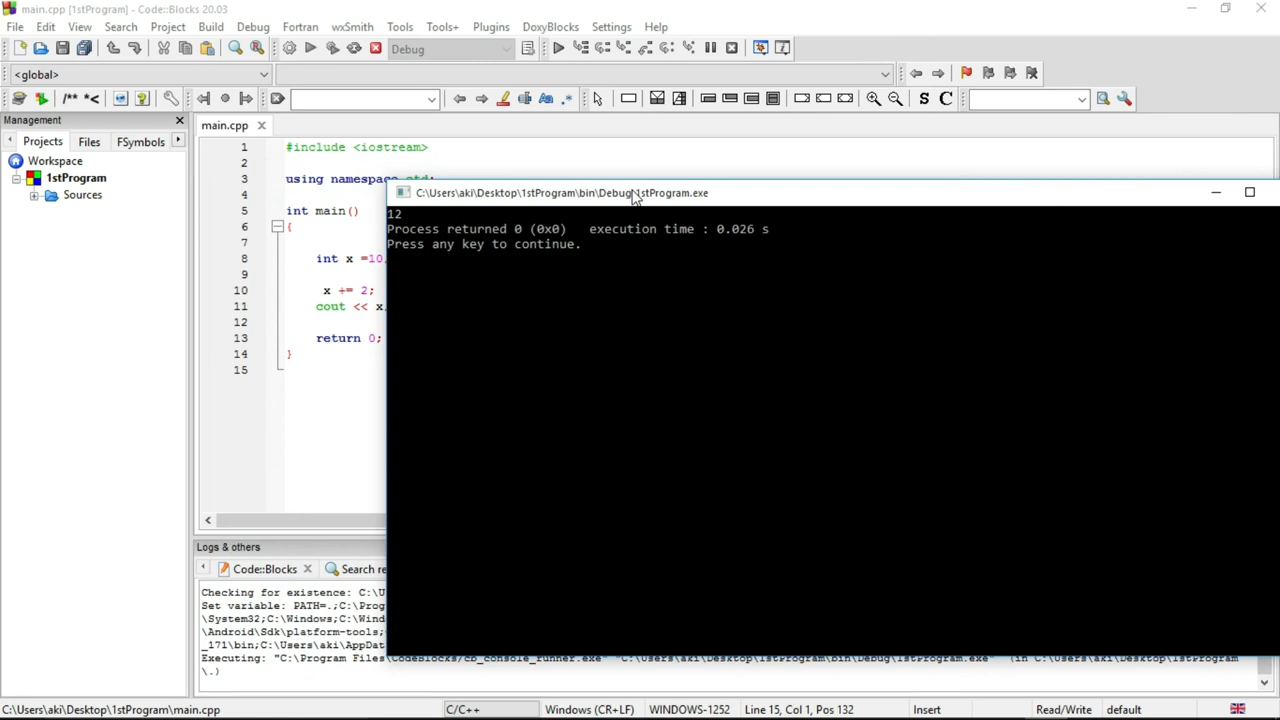 main.cpp [1stProgram] - Code::Blocks 20.03
File Edit View Search Project Build Debug Fortran wxSmith Tools Tools+ Plugins DoxyBlocks Settings Help
Debug
<global>
/** *< S C
Management
Projects Files FSymbols
Workspace
1stProgram
Sources
main.cpp
1 #include <iostream>
2
3 using namespace std;
4
5 int main()
6 {
7
8 int x =10
9
10 x += 2;
11 cout << x
12
13 return 0;
14 }
15
C:\Users\aki\Desktop\1stProgram\bin\Debug\1stProgram.exe
12
Process returned 0 (0x0) execution time : 0.026 s
Press any key to continue.
Logs & others
Code::Blocks Search re
Checking for existence: C:\U
Set variable: PATH=.;C:\Prog
\System32;C:\Windows;C:\Wind
\Android\Sdk\platform-tools;
_171\bin;C:\Users\aki\AppDat
Executing: "C:\Program Files\CodeBlocks/cb_console_runner.exe" "C:\Users\aki\Desktop\1stProgram\bin\Debug\1stProgram.exe" (in C:\Users\aki\Desktop\1stProgram
\.)
C:\Users\aki\Desktop\1stProgram\main.cpp C/C++ Windows (CR+LF) WINDOWS-1252 Line 15, Col 1, Pos 132 Insert Read/Write default